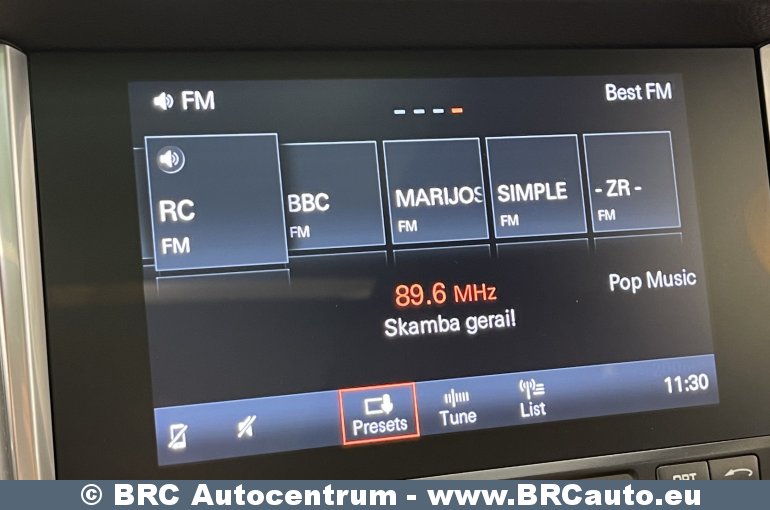 FM
Best FM
RC
FM
BBC
FM
MARIJOS
FM
SIMPLE
FM
- ZR -
FM
89.6 MHz
Pop Music
Skamba gerai!
Presets
Tune
List
11:30
© BRC Autocentrum - www.BRCauto.eu